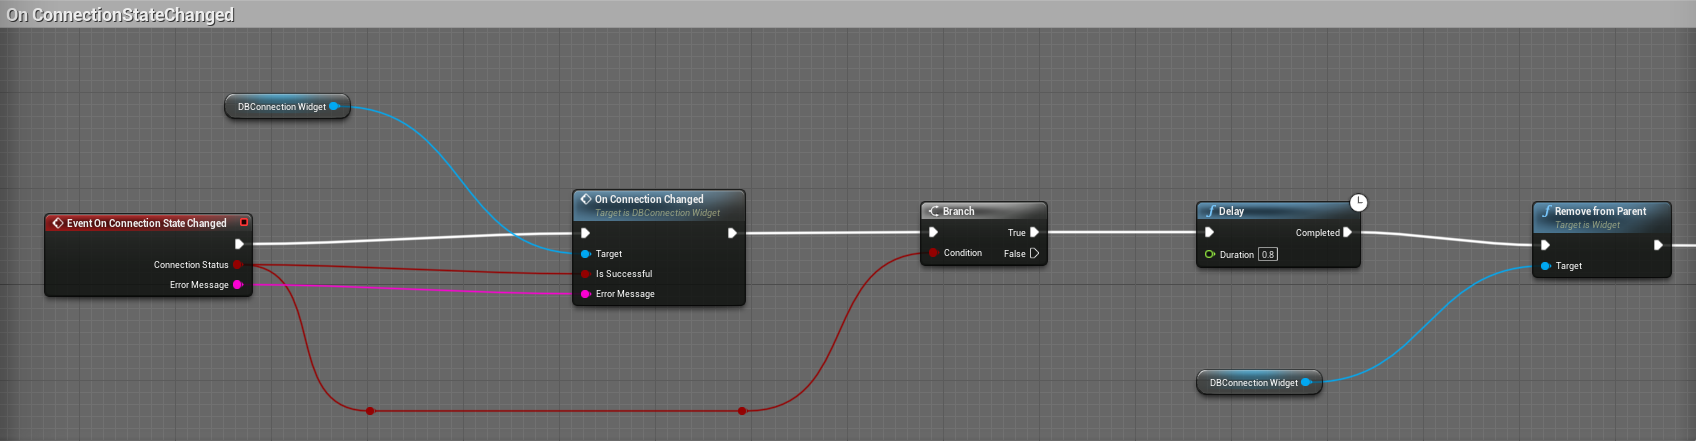 On ConnectionStateChanged
DBConnection Widget
Event On Connection State Changed
Connection Status
Error Message
On Connection Changed
Target is DBConnection Widget
Target
Is Successful
Error Message
Branch
True
Condition
False
Delay
Completed
Duration 0.8
Remove from Parent
Target is Widget
Target
DBConnection Widget